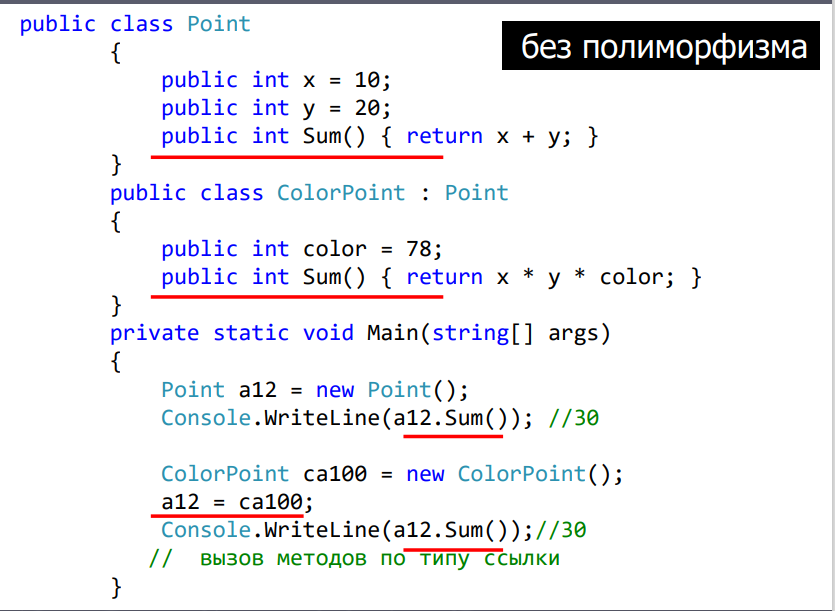 public class Point
без полиморфизма
{
public int x = 10;
public int y = 20;
public int Sum() { return x + y; }
}
public class ColorPoint : Point
{
public int color = 78;
public int Sum() { return x * y * color; }
}
private static void Main(string[] args)
{
Point a12 = new Point();
Console.WriteLine(a12.Sum()); //30
ColorPoint ca100 = new ColorPoint();
a12 = ca100;
Console.WriteLine(a12.Sum());//30
// вызов методов по типу ссылки
}